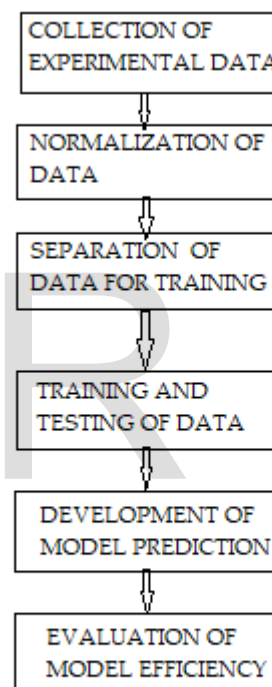 COLLECTION OF
EXPERIMENTAL DATA
NORMALIZATION OF
DATA
SEPARATION OF
DATA FOR TRAINING
TRAINING AND
TESTING OF DATA
DEVELOPMENT OF
MODEL PREDICTION
EVALUATION OF
MODEL EFFICIENCY
R